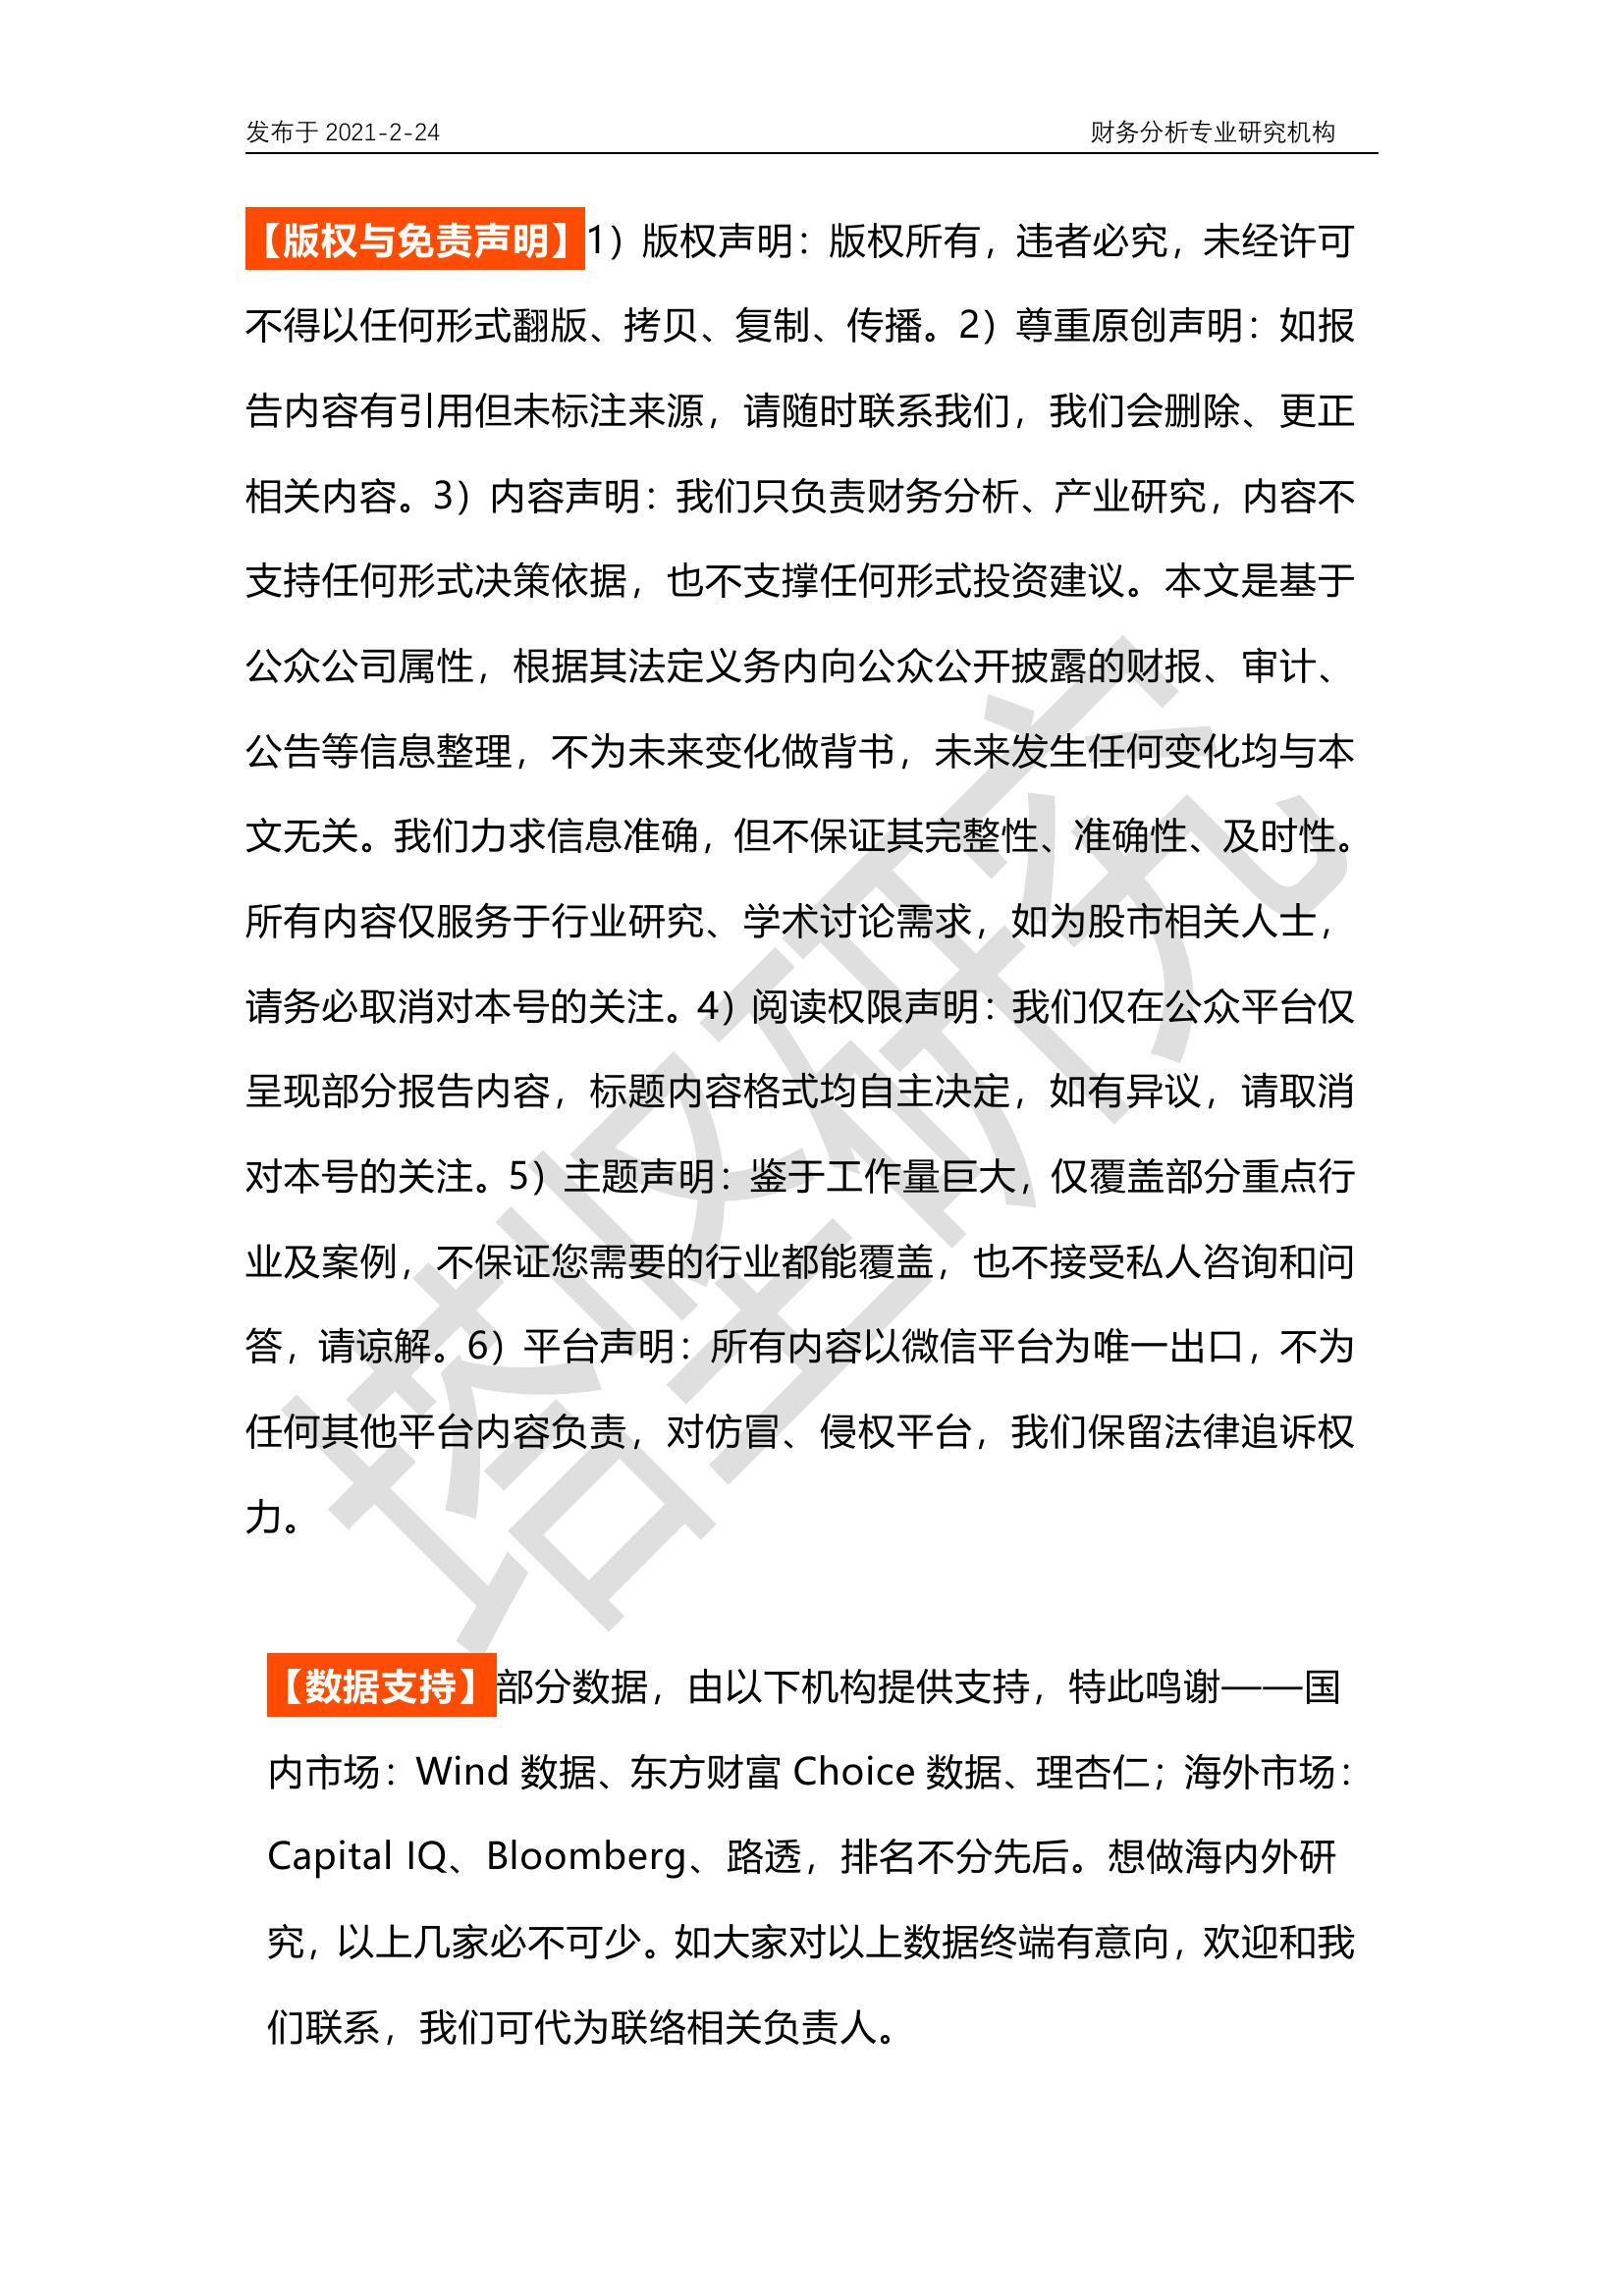 发布于 2021-2-24 财务分析专业研究机构
【版权与免责声明】1）版权声明：版权所有，违者必究，未经许可
不得以任何形式翻版、拷贝、复制、传播。2）尊重原创声明：如报
告内容有引用但未标注来源，请随时联系我们，我们会删除、更正
相关内容。3）内容声明：我们只负责财务分析、产业研究，内容不
支持任何形式决策依据，也不支撑任何形式投资建议。本文是基于
公众公司属性，根据其法定义务内向公众公开披露的财报、审计、
公告等信息整理，不为未来变化做背书，未来发生任何变化均与本
文无关。我们力求信息准确，但不保证其完整性、准确性、及时性。
所有内容仅服务于行业研究、学术讨论需求，如为股市相关人士，
请务必取消对本号的关注。4）阅读权限声明：我们仅在公众平台仅
呈现部分报告内容，标题内容格式均自主决定，如有异议，请取消
对本号的关注。5）主题声明：鉴于工作量巨大，仅覆盖部分重点行
业及案例，不保证您需要的行业都能覆盖，也不接受私人咨询和问
答，请谅解。6）平台声明：所有内容以微信平台为唯一出口，不为
任何其他平台内容负责，对仿冒、侵权平台，我们保留法律追诉权
力。
【数据支持】部分数据，由以下机构提供支持，特此鸣谢——国
内市场：Wind 数据、东方财富 Choice 数据、理杏仁；海外市场：
Capital IQ、Bloomberg、路透，排名不分先后。想做海内外研
究，以上几家必不可少。如大家对以上数据终端有意向，欢迎和我
们联系，我们可代为联络相关负责人。
塔坚研究